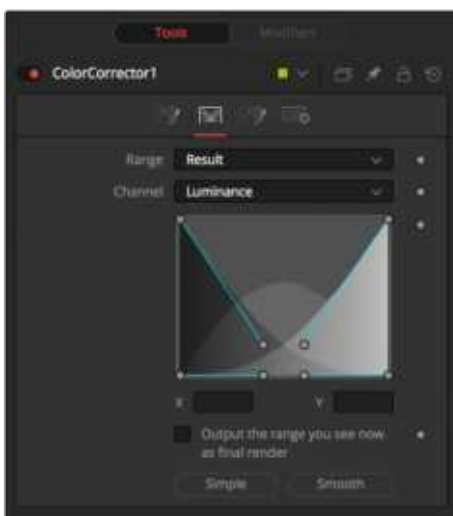 Tools Modifiers
ColorCorrector1
Range Result
Channel Luminance
X Y
Output the range you see now
as final render
Simple Smooth